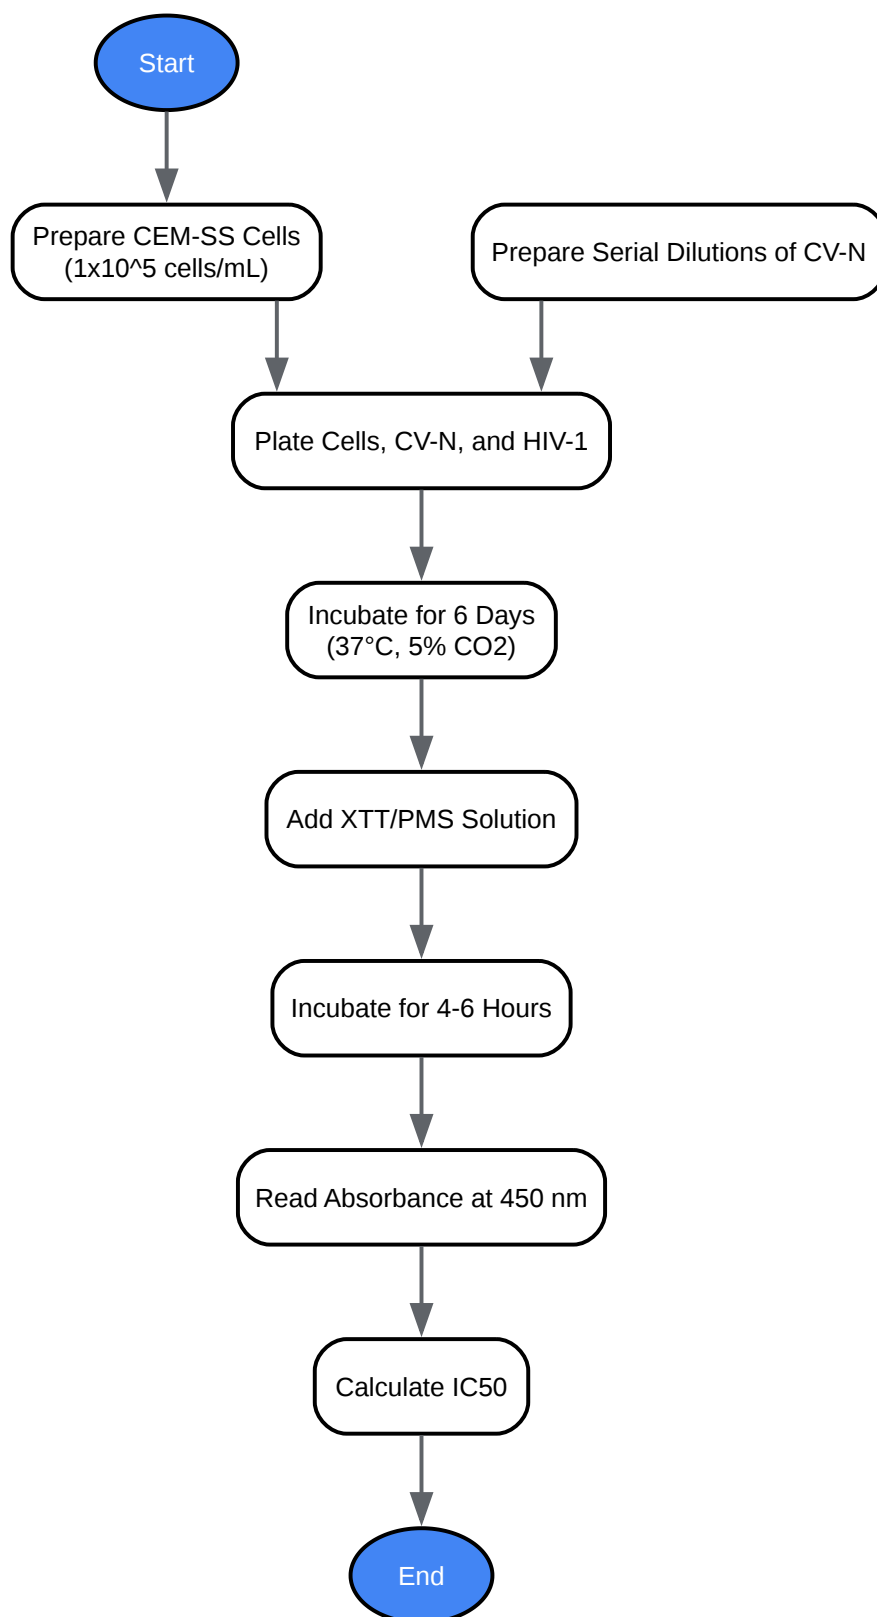 Start
Prepare CEM-SS Cells
(1x10^5 cells/mL)
Prepare Serial Dilutions of CV-N
Plate Cells, CV-N, and HIV-1
Incubate for 6 Days
(37°C, 5% CO2)
Add XTT/PMS Solution
Incubate for 4-6 Hours
Read Absorbance at 450 nm
Calculate IC50
End